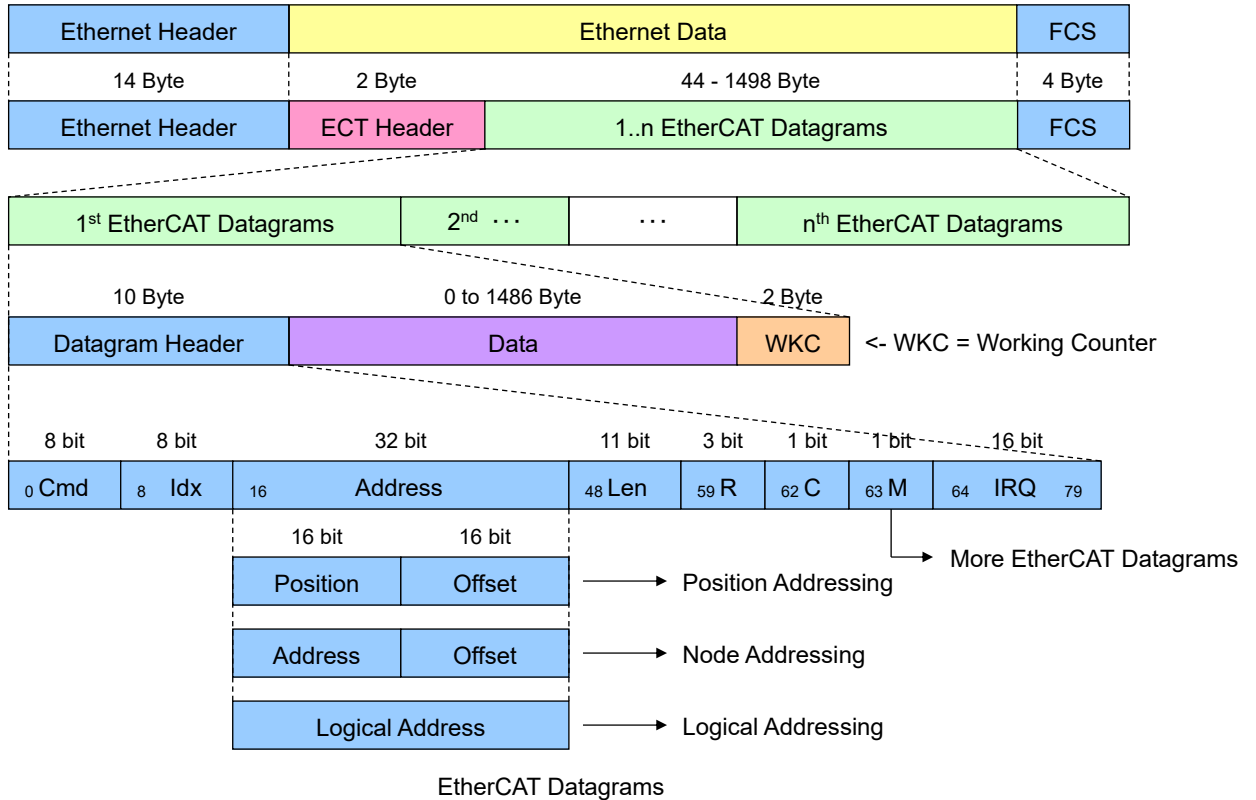 Ethernet Header Ethernet Data FCS
14 Byte 2 Byte 44 - 1498 Byte 4 Byte
Ethernet Header ECT Header 1..n EtherCAT Datagrams FCS
1st EtherCAT Datagrams 2nd ··· ··· nth EtherCAT Datagrams
10 Byte 0 to 1486 Byte 2 Byte
Datagram Header Data WKC <- WKC = Working Counter
8 bit 8 bit 32 bit 11 bit 3 bit 1 bit 1 bit 16 bit
0 Cmd 8 Idx 16 Address 48 Len 59 R 62 C 63 M 64 IRQ 79
16 bit 16 bit
More EtherCAT Datagrams
Position Offset Position Addressing
Address Offset Node Addressing
Logical Address Logical Addressing
EtherCAT Datagrams